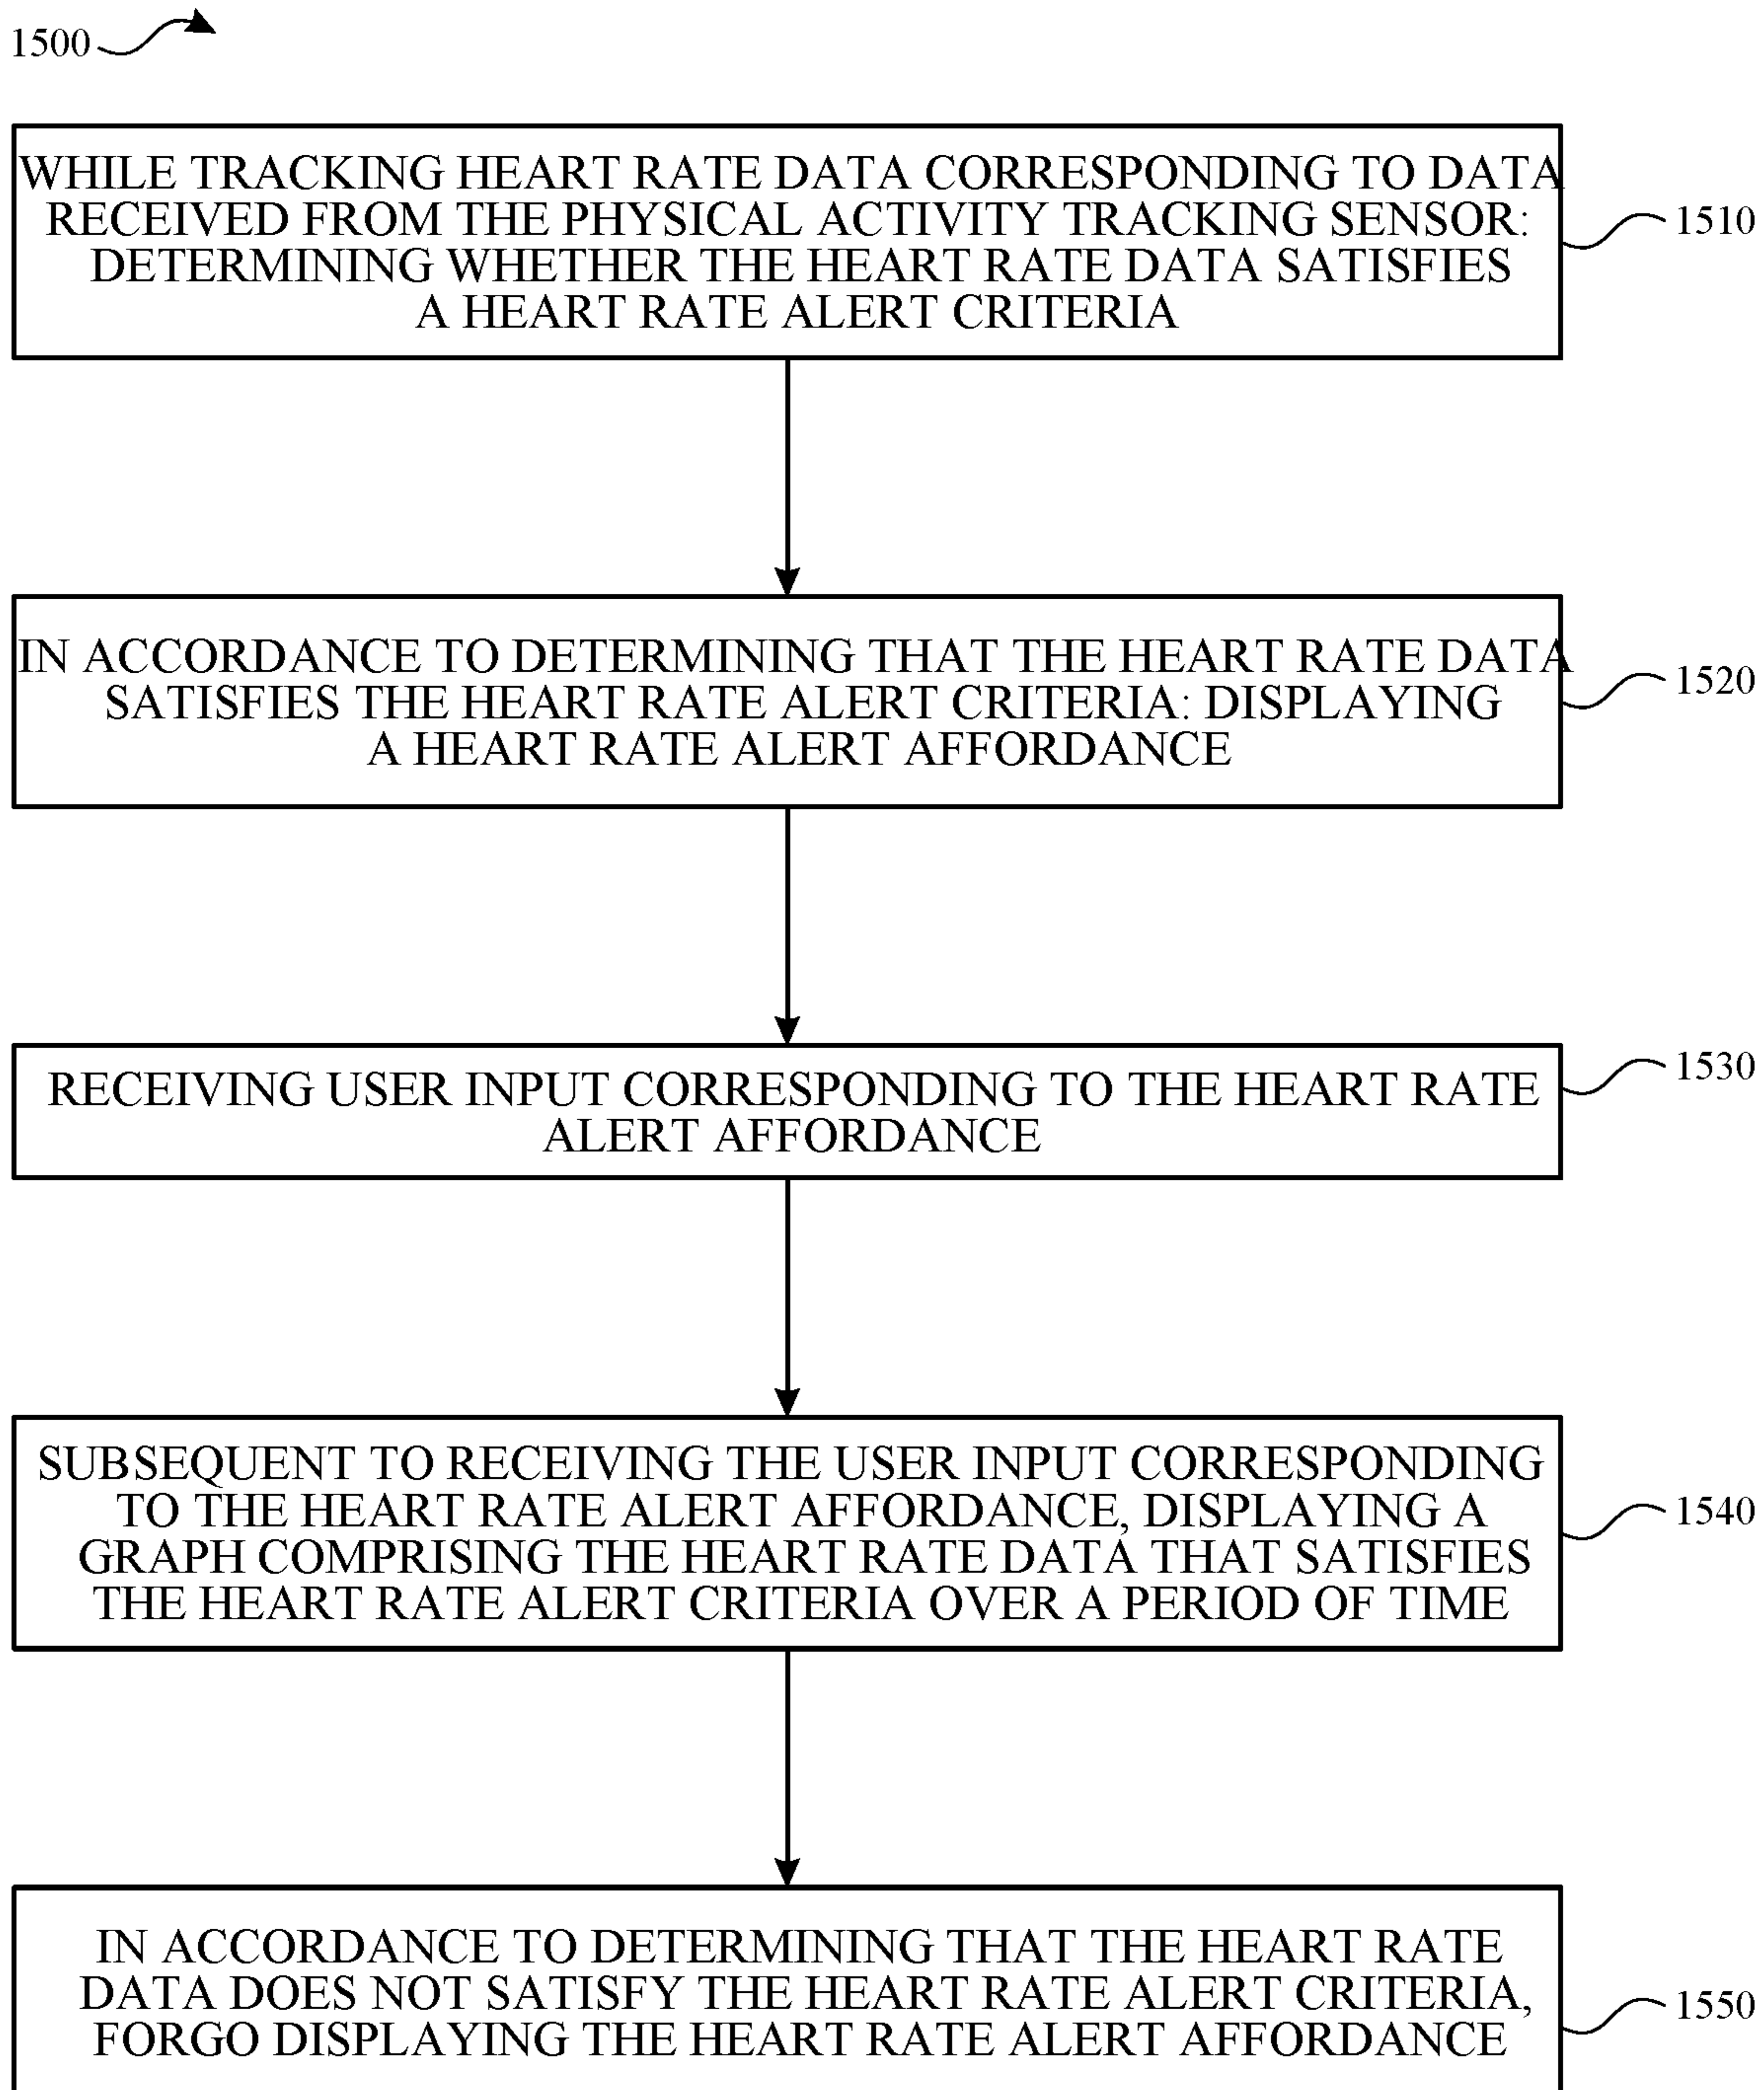 1500
WHILE TRACKING HEART RATE DATA CORRESPONDING TO DATA
RECEIVED FROM THE PHYSICAL ACTIVITY TRACKING SENSOR:
DETERMINING WHETHER THE HEART RATE DATA SATISFIES
A HEART RATE ALERT CRITERIA
1510
IN ACCORDANCE TO DETERMINING THAT THE HEART RATE DATA
SATISFIES THE HEART RATE ALERT CRITERIA: DISPLAYING
A HEART RATE ALERT AFFORDANCE
1520
RECEIVING USER INPUT CORRESPONDING TO THE HEART RATE
ALERT AFFORDANCE
1530
SUBSEQUENT TO RECEIVING THE USER INPUT CORRESPONDING
TO THE HEART RATE ALERT AFFORDANCE, DISPLAYING A
GRAPH COMPRISING THE HEART RATE DATA THAT SATISFIES
THE HEART RATE ALERT CRITERIA OVER A PERIOD OF TIME
1540
IN ACCORDANCE TO DETERMINING THAT THE HEART RATE
DATA DOES NOT SATISFY THE HEART RATE ALERT CRITERIA,
FORGO DISPLAYING THE HEART RATE ALERT AFFORDANCE
1550